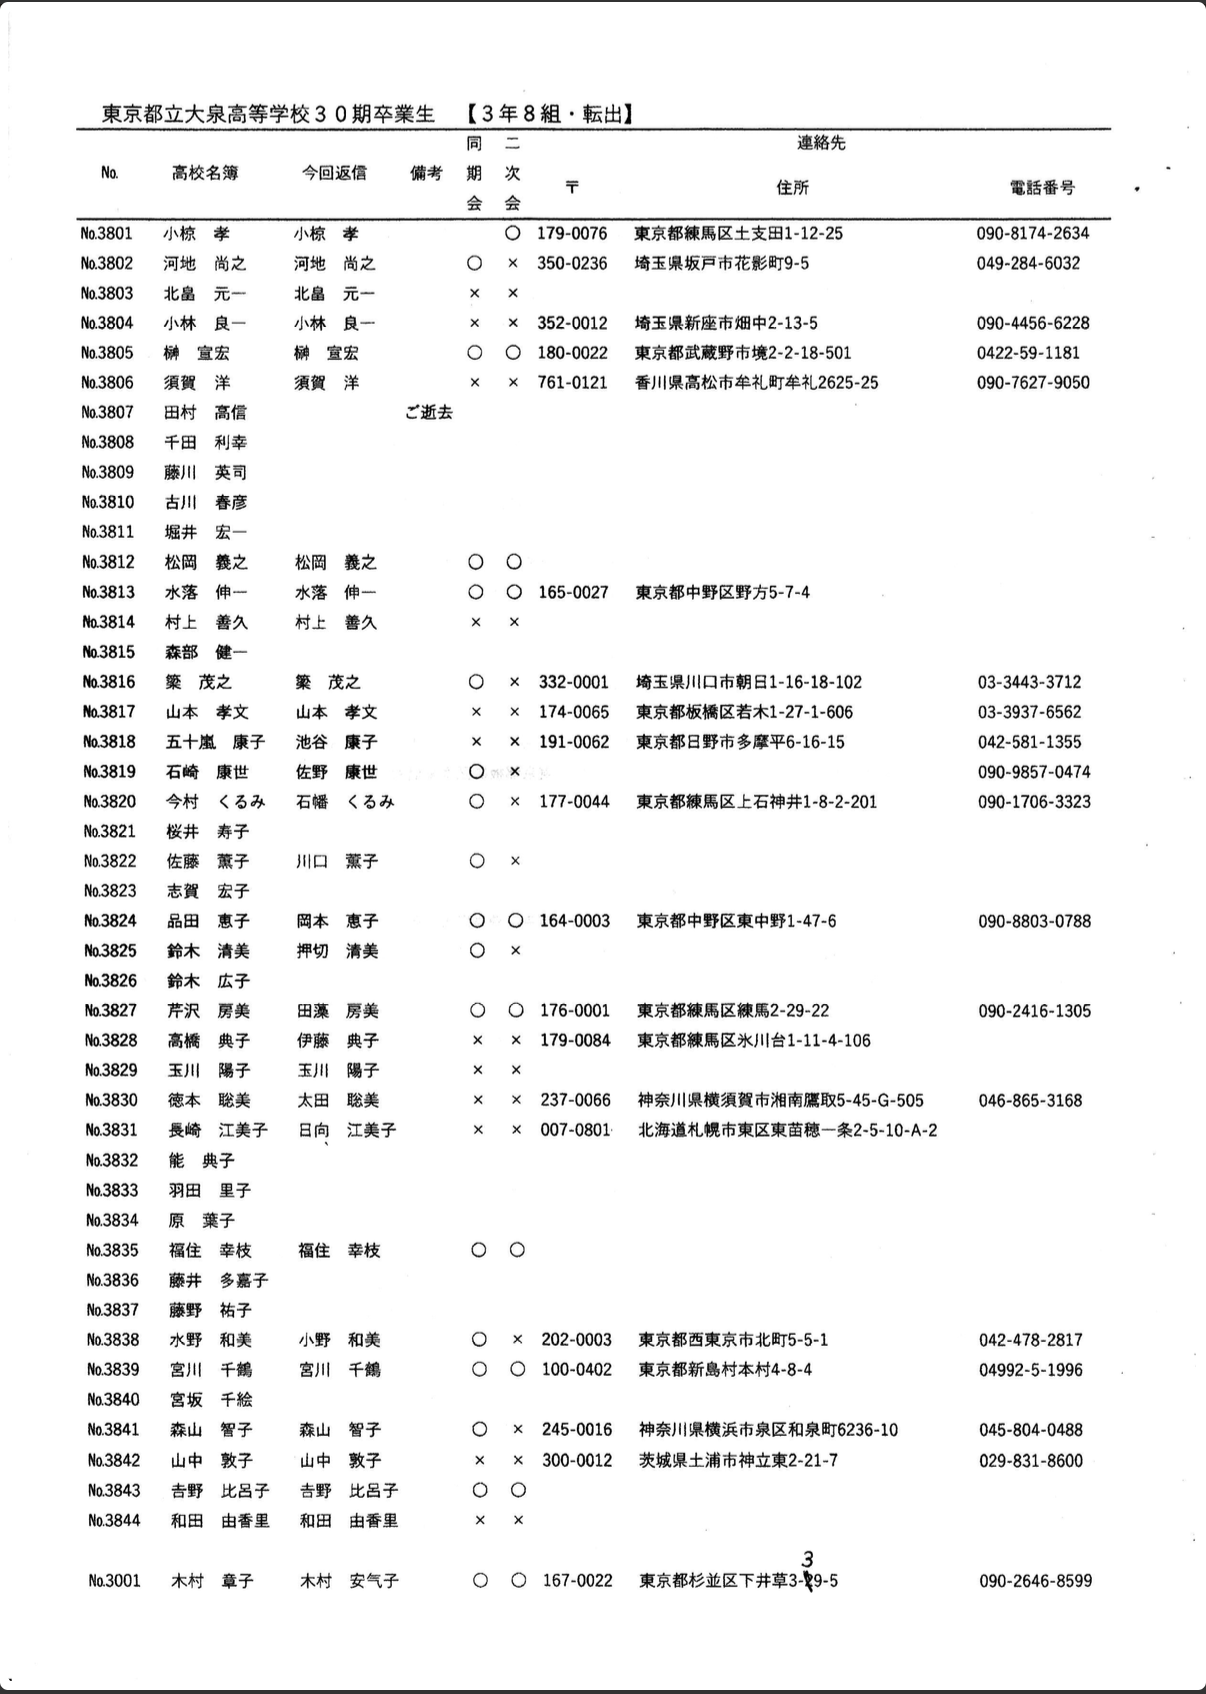 東京都立大泉高等学校３０期卒業生　【３年８組・転出】
No. 高校名簿 今回返信 備考 同期会 二次会 連絡先
〒 住所 電話番号
No.3801 小椋　孝 小椋　孝 ○ 179-0076 東京都練馬区土支田1-12-25 090-8174-2634
No.3802 河地　尚之 河地　尚之 ○ × 350-0236 埼玉県坂戸市花影町9-5 049-284-6032
No.3803 北畠　元一 北畠　元一 × ×
No.3804 小林　良一 小林　良一 × × 352-0012 埼玉県新座市畑中2-13-5 090-4456-6228
No.3805 榊　宣宏 榊　宣宏 ○ ○ 180-0022 東京都武蔵野市境2-2-18-501 0422-59-1181
No.3806 須賀　洋 須賀　洋 × × 761-0121 香川県高松市牟礼町牟礼2625-25 090-7627-9050
No.3807 田村　高信 ご逝去
No.3808 千田　利幸
No.3809 藤川　英司
No.3810 古川　春彦
No.3811 堀井　宏一
No.3812 松岡　義之 松岡　義之 ○ ○
No.3813 水落　伸一 水落　伸一 ○ ○ 165-0027 東京都中野区野方5-7-4
No.3814 村上　善久 村上　善久 × ×
No.3815 森部　健一
No.3816 簗　茂之 簗　茂之 ○ × 332-0001 埼玉県川口市朝日1-16-18-102 03-3443-3712
No.3817 山本　孝文 山本　孝文 × × 174-0065 東京都板橋区若木1-27-1-606 03-3937-6562
No.3818 五十嵐　康子 池谷　康子 × × 191-0062 東京都日野市多摩平6-16-15 042-581-1355
No.3819 石崎　康世 佐野　康世 ○ × 090-9857-0474
No.3820 今村　くるみ 石幡　くるみ ○ × 177-0044 東京都練馬区上石神井1-8-2-201 090-1706-3323
No.3821 桜井　寿子
No.3822 佐藤　薫子 川口　薫子 ○ ×
No.3823 志賀　宏子
No.3824 品田　恵子 岡本　恵子 ○ ○ 164-0003 東京都中野区東中野1-47-6 090-8803-0788
No.3825 鈴木　清美 押切　清美 ○ ×
No.3826 鈴木　広子
No.3827 芹沢　房美 田藻　房美 ○ ○ 176-0001 東京都練馬区練馬2-29-22 090-2416-1305
No.3828 高橋　典子 伊藤　典子 × × 179-0084 東京都練馬区氷川台1-11-4-106
No.3829 玉川　陽子 玉川　陽子 × ×
No.3830 徳本　聡美 太田　聡美 × × 237-0066 神奈川県横須賀市湘南鷹取5-45-G-505 046-865-3168
No.3831 長崎　江美子 日向　江美子 × × 007-0801 北海道札幌市東区東苗穂一条2-5-10-A-2
No.3832 能　典子
No.3833 羽田　里子
No.3834 原　葉子
No.3835 福住　幸枝 福住　幸枝 ○ ○
No.3836 藤井　多嘉子
No.3837 藤野　祐子
No.3838 水野　和美 小野　和美 ○ × 202-0003 東京都西東京市北町5-5-1 042-478-2817
No.3839 宮川　千鶴 宮川　千鶴 ○ ○ 100-0402 東京都新島村本村4-8-4 04992-5-1996
No.3840 宮坂　千絵
No.3841 森山　智子 森山　智子 ○ × 245-0016 神奈川県横浜市泉区和泉町6236-10 045-804-0488
No.3842 山中　敦子 山中　敦子 × × 300-0012 茨城県土浦市神立東2-21-7 029-831-8600
No.3843 吉野　比呂子 吉野　比呂子 ○ ○
No.3844 和田　由香里 和田　由香里 × ×
3
No.3001 木村　章子 木村　安気子 ○ ○ 167-0022 東京都杉並区下井草3-29-5 090-2646-8599